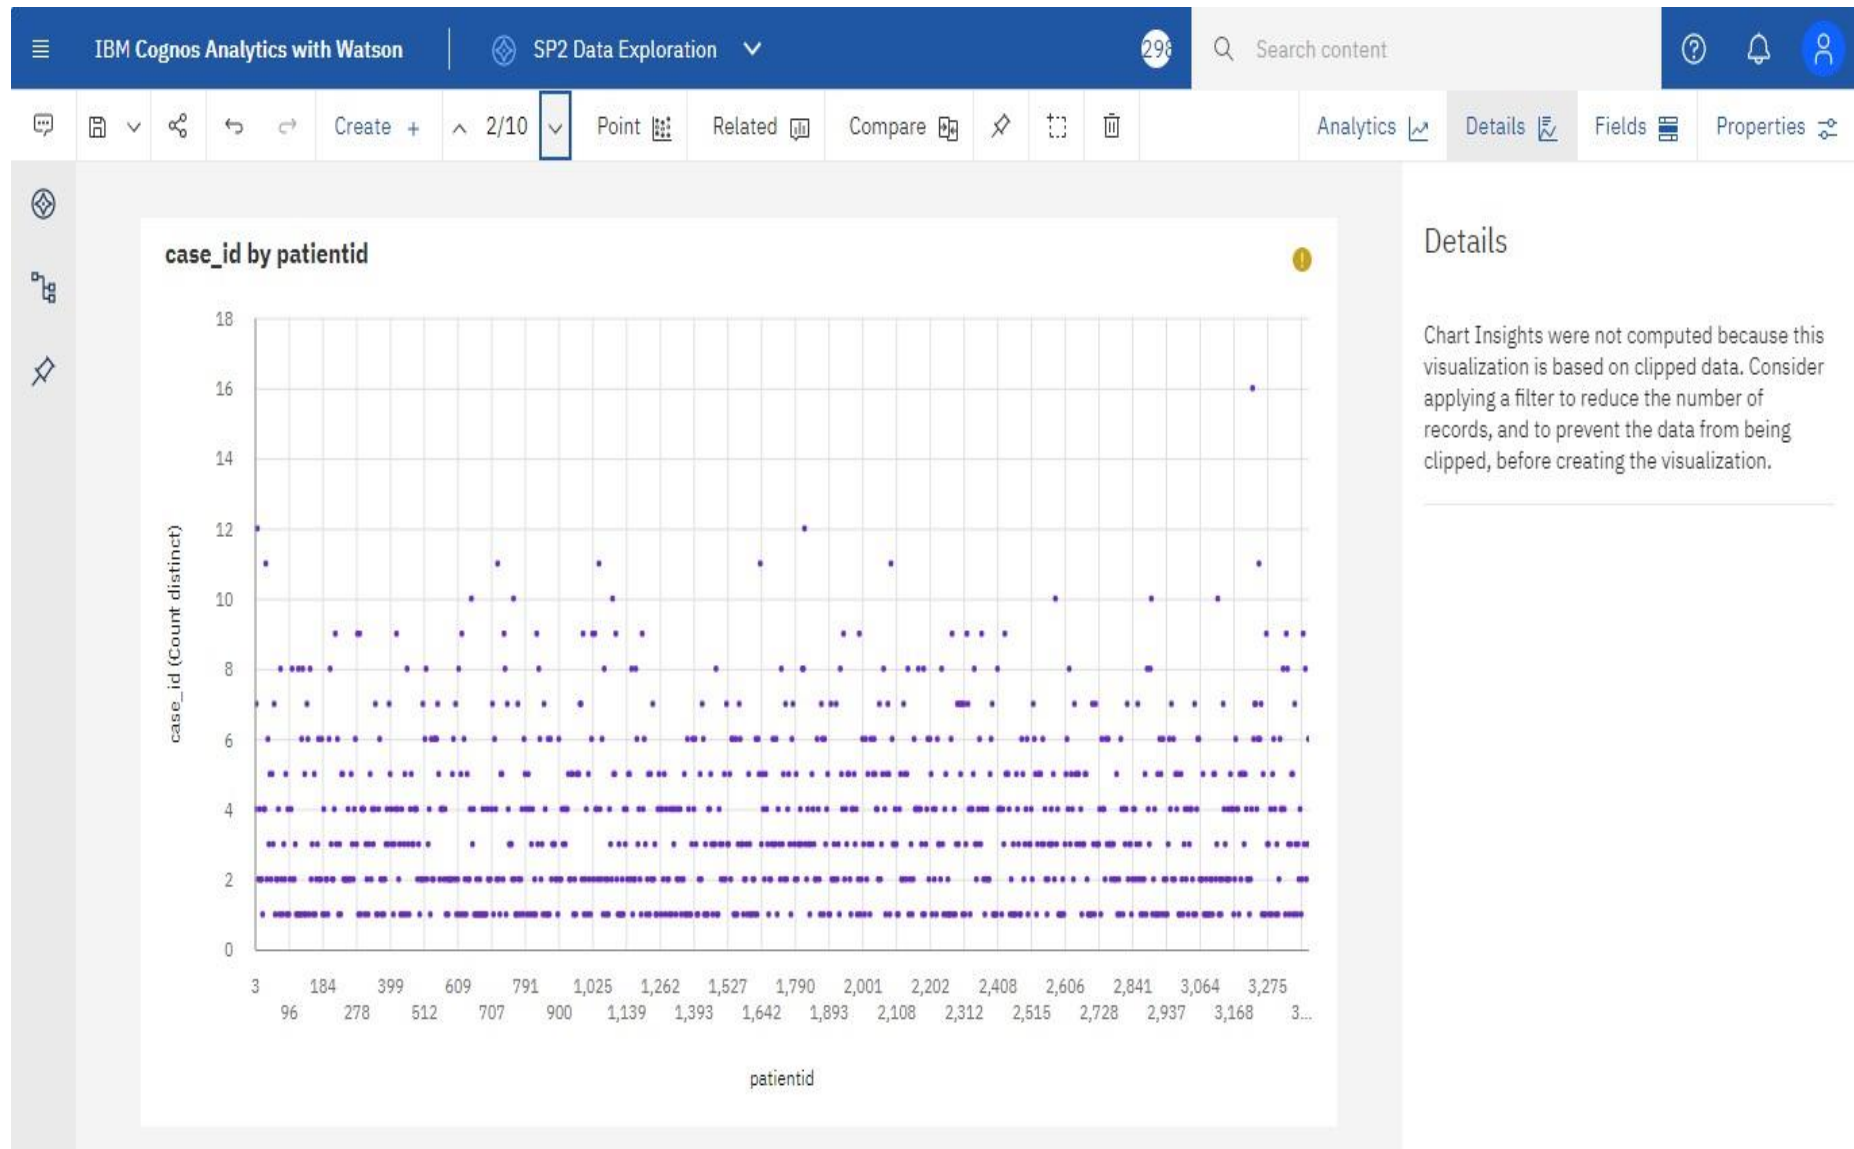 IBM Cognos Analytics with Watson
SP2 Data Exploration
298
Search content
Create +
2/10
Point
Related
Compare
Analytics
Details
Fields
Properties
case_id by patientid
case_id (Count distinct)
18
16
14
12
10
8
6
4
2
0
3 184 399 609 791 1,025 1,262 1,527 1,790 2,001 2,202 2,408 2,606 2,841 3,064 3,275
96 278 512 707 900 1,139 1,393 1,642 1,893 2,108 2,312 2,515 2,728 2,937 3,168 3...
patientid
Details
Chart Insights were not computed because this
visualization is based on clipped data. Consider
applying a filter to reduce the number of
records, and to prevent the data from being
clipped, before creating the visualization.